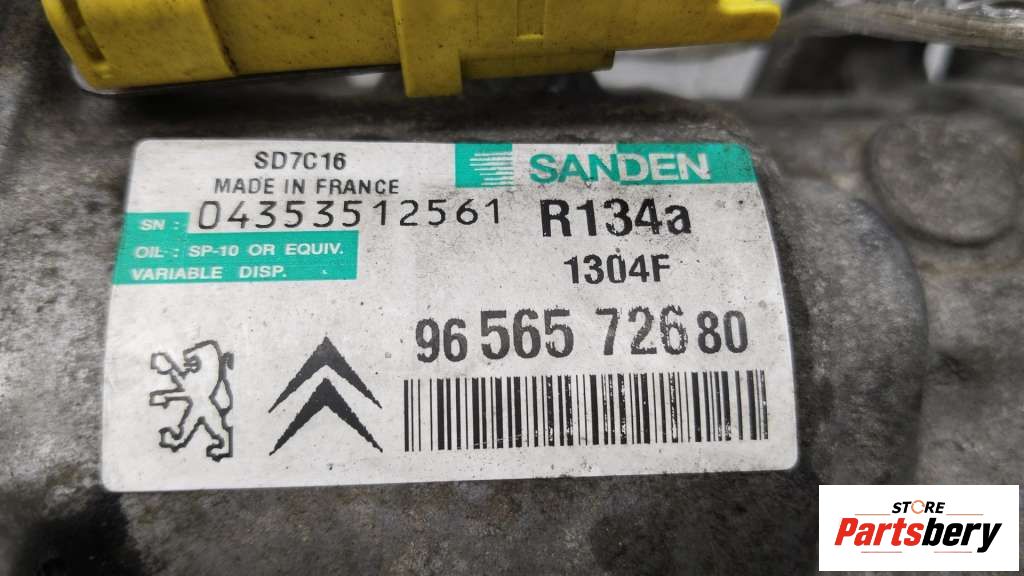 SD7C16
MADE IN FRANCE
SANDEN
SN : 04353512561
R134a
OIL : SP-10 OR EQUIV.
VARIABLE DISP.
1304F
96 565 726 80
STORE
Partsbery